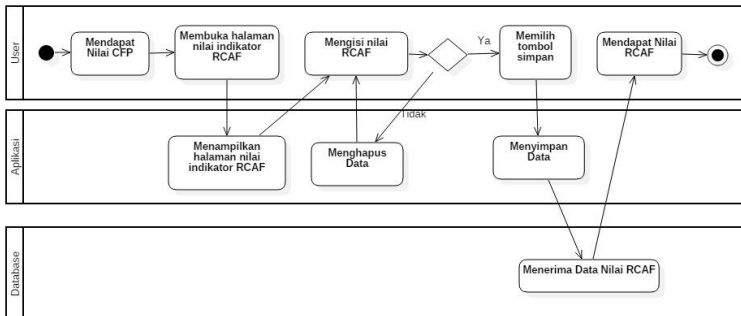 User
Mendapat
Nilai CFP
Membuka halaman
nilai indikator
RCAF
Mengisi nilai
RCAF
Ya
Memilih
tombol
simpan
Mendapat Nilai
RCAF
Tidak
Aplikasi
Menampilkan
halaman nilai
indikator RCAF
Menghapus
Data
Menyimpan
Data
Database
Menerima Data Nilai RCAF